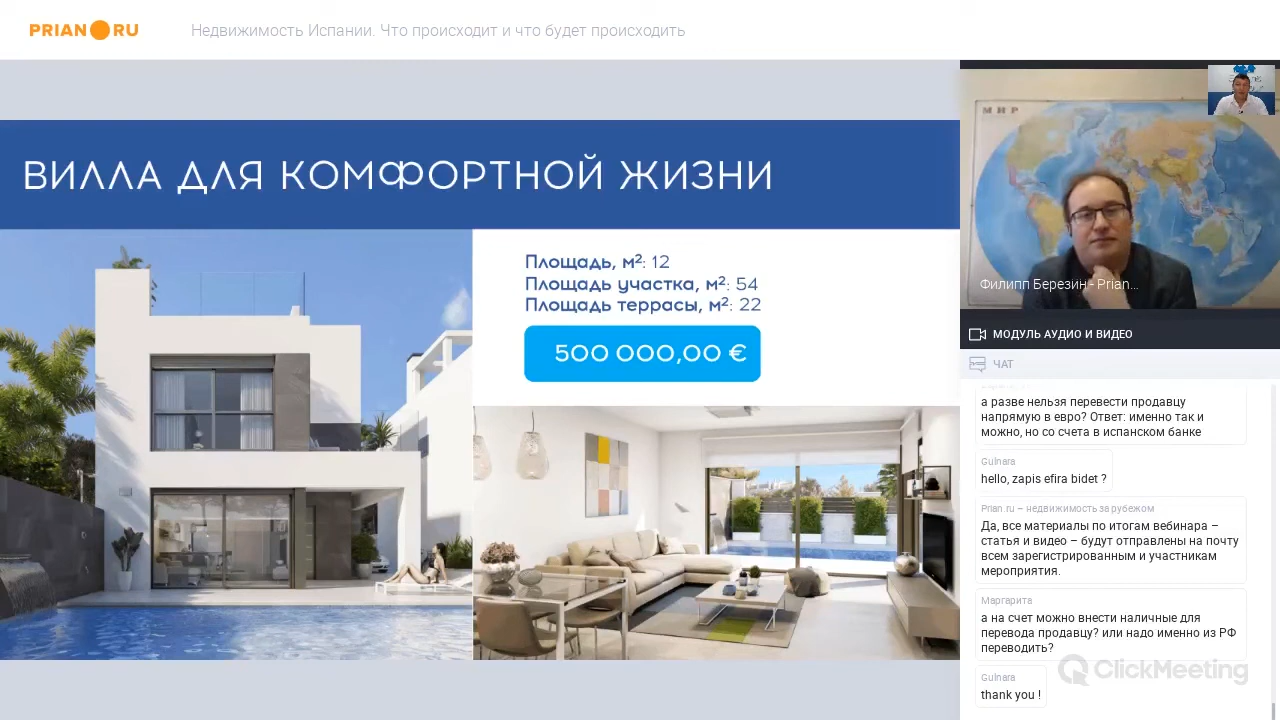 PRIAN RU
Недвижимость Испании. Что происходит и что будет происходить
ВИЛЛА ДЛЯ КОМФОРТНОЙ ЖИЗНИ
Площадь, м²: 12
Площадь участка, м²: 54
Площадь террасы, м²: 22
500 000,00 €
МИР
Филипп Березин - Prian...
МОДУЛЬ АУДИО И ВИДЕО
ЧАТ
а разве нельзя перевести продавцу
напрямую в евро? Ответ: именно так и
можно, но со счета в испанском банке
Gulnara
hello, zapis efira bidet ?
Prian.ru – недвижимость за рубежом
Да, все материалы по итогам вебинара –
статья и видео – будут отправлены на почту
всем зарегистрированным и участникам
мероприятия.
Маргарита
а на счет можно внести наличные для
перевода продавцу? или надо именно из РФ
переводить?
ClickMeeting
Gulnara
thank you !